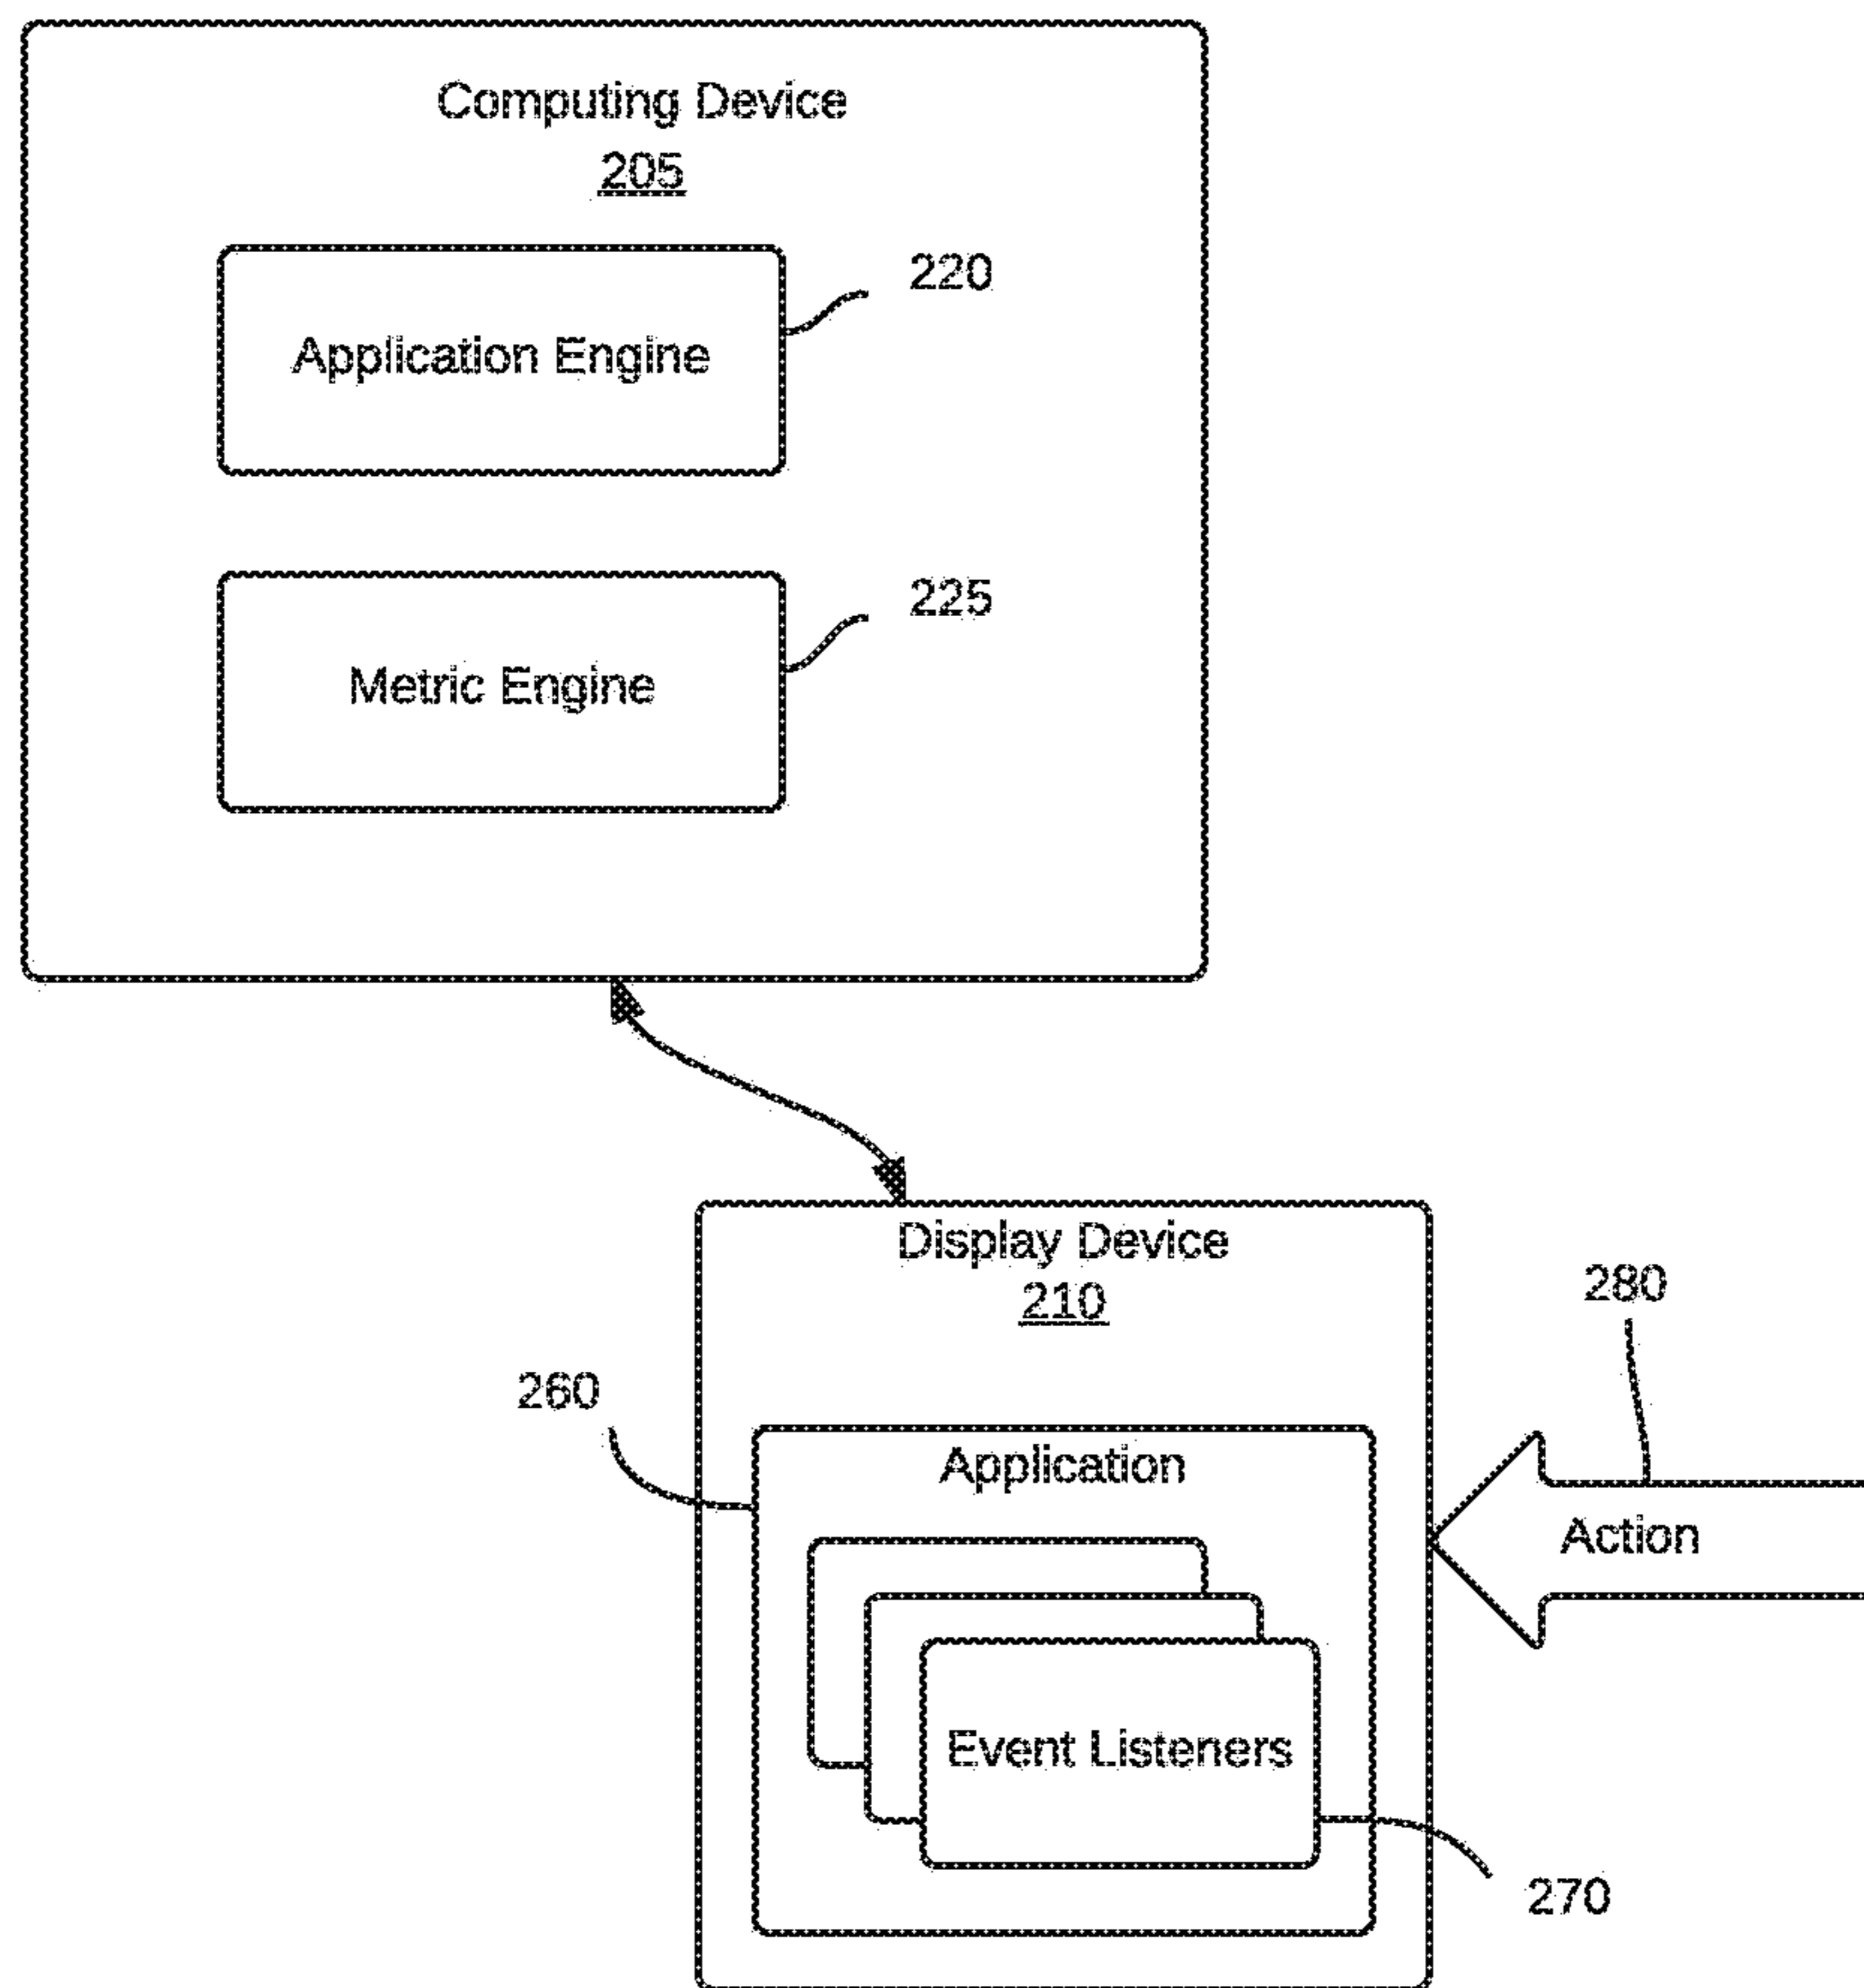 Computing Device
205
220
Application Engine
225
Metric Engine
Display Device
210
280
260
Application
Action
Event Listeners
270